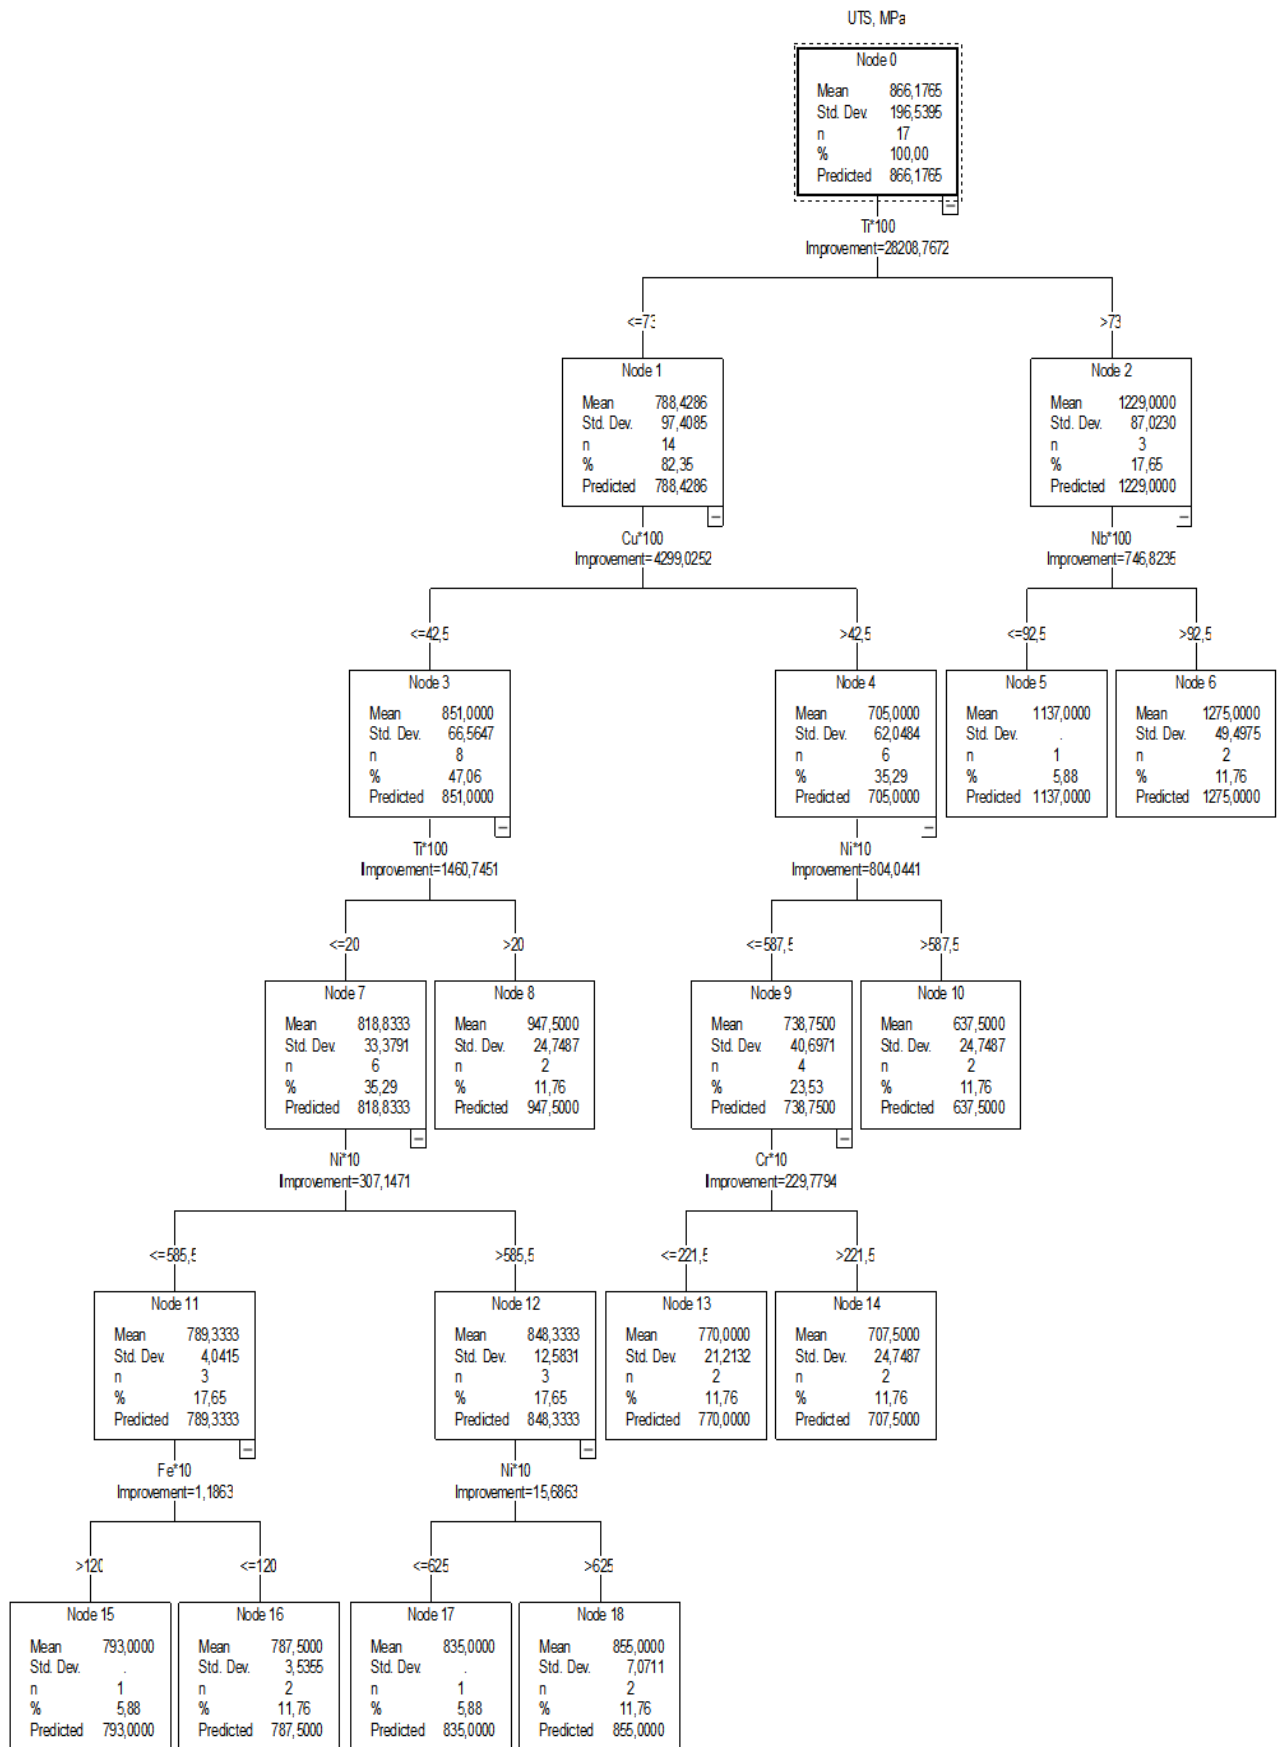 UTS, MPa
Node 0
Mean 866,1765
Std. Dev. 196,5395
n 17
% 100,00
Predicted 866,1765
Ti*100
Improvement=28208,7672
<=73
>73
Node 1
Mean 788,4286
Std. Dev. 97,4085
n 14
% 82,35
Predicted 788,4286
Node 2
Mean 1229,0000
Std. Dev. 87,0230
n 3
% 17,65
Predicted 1229,0000
Cu*100
Improvement=4299,0252
Nb*100
Improvement=746,8235
<=42,5
>42,5
<=92,5
>92,5
Node 3
Mean 851,0000
Std. Dev. 66,5647
n 8
% 47,06
Predicted 851,0000
Node 4
Mean 705,0000
Std. Dev. 62,0484
n 6
% 35,29
Predicted 705,0000
Node 5
Mean 1137,0000
Std. Dev. .
n 1
% 5,88
Predicted 1137,0000
Node 6
Mean 1275,0000
Std. Dev. 49,4975
n 2
% 11,76
Predicted 1275,0000
Ti*100
Improvement=1460,7451
Ni*10
Improvement=804,0441
<=20
>20
<=587,5
>587,5
Node 7
Mean 818,8333
Std. Dev. 33,3791
n 6
% 35,29
Predicted 818,8333
Node 8
Mean 947,5000
Std. Dev. 24,7487
n 2
% 11,76
Predicted 947,5000
Node 9
Mean 738,7500
Std. Dev. 40,6971
n 4
% 23,53
Predicted 738,7500
Node 10
Mean 637,5000
Std. Dev. 24,7487
n 2
% 11,76
Predicted 637,5000
Ni*10
Improvement=307,1471
Cr*10
Improvement=229,7794
<=585,5
>585,5
<=221,5
>221,5
Node 11
Mean 789,3333
Std. Dev. 4,0415
n 3
% 17,65
Predicted 789,3333
Node 12
Mean 848,3333
Std. Dev. 12,5831
n 3
% 17,65
Predicted 848,3333
Node 13
Mean 770,0000
Std. Dev. 21,2132
n 2
% 11,76
Predicted 770,0000
Node 14
Mean 707,5000
Std. Dev. 24,7487
n 2
% 11,76
Predicted 707,5000
Fe*10
Improvement=1,1863
Ni*10
Improvement=15,6863
>120
<=120
<=625
>625
Node 15
Mean 793,0000
Std. Dev. .
n 1
% 5,88
Predicted 793,0000
Node 16
Mean 787,5000
Std. Dev. 3,5355
n 2
% 11,76
Predicted 787,5000
Node 17
Mean 835,0000
Std. Dev. .
n 1
% 5,88
Predicted 835,0000
Node 18
Mean 855,0000
Std. Dev. 7,0711
n 2
% 11,76
Predicted 855,0000